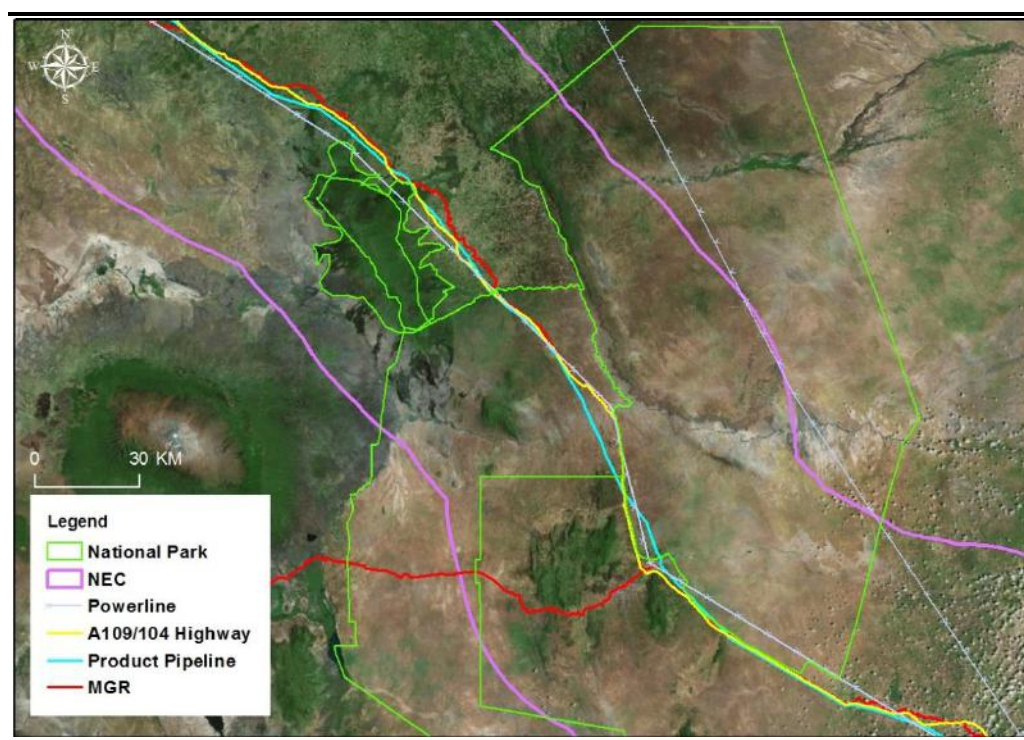 N
W E
S
0 30 KM
Legend
National Park
NEC
Powerline
A109/104 Highway
Product Pipeline
MGR